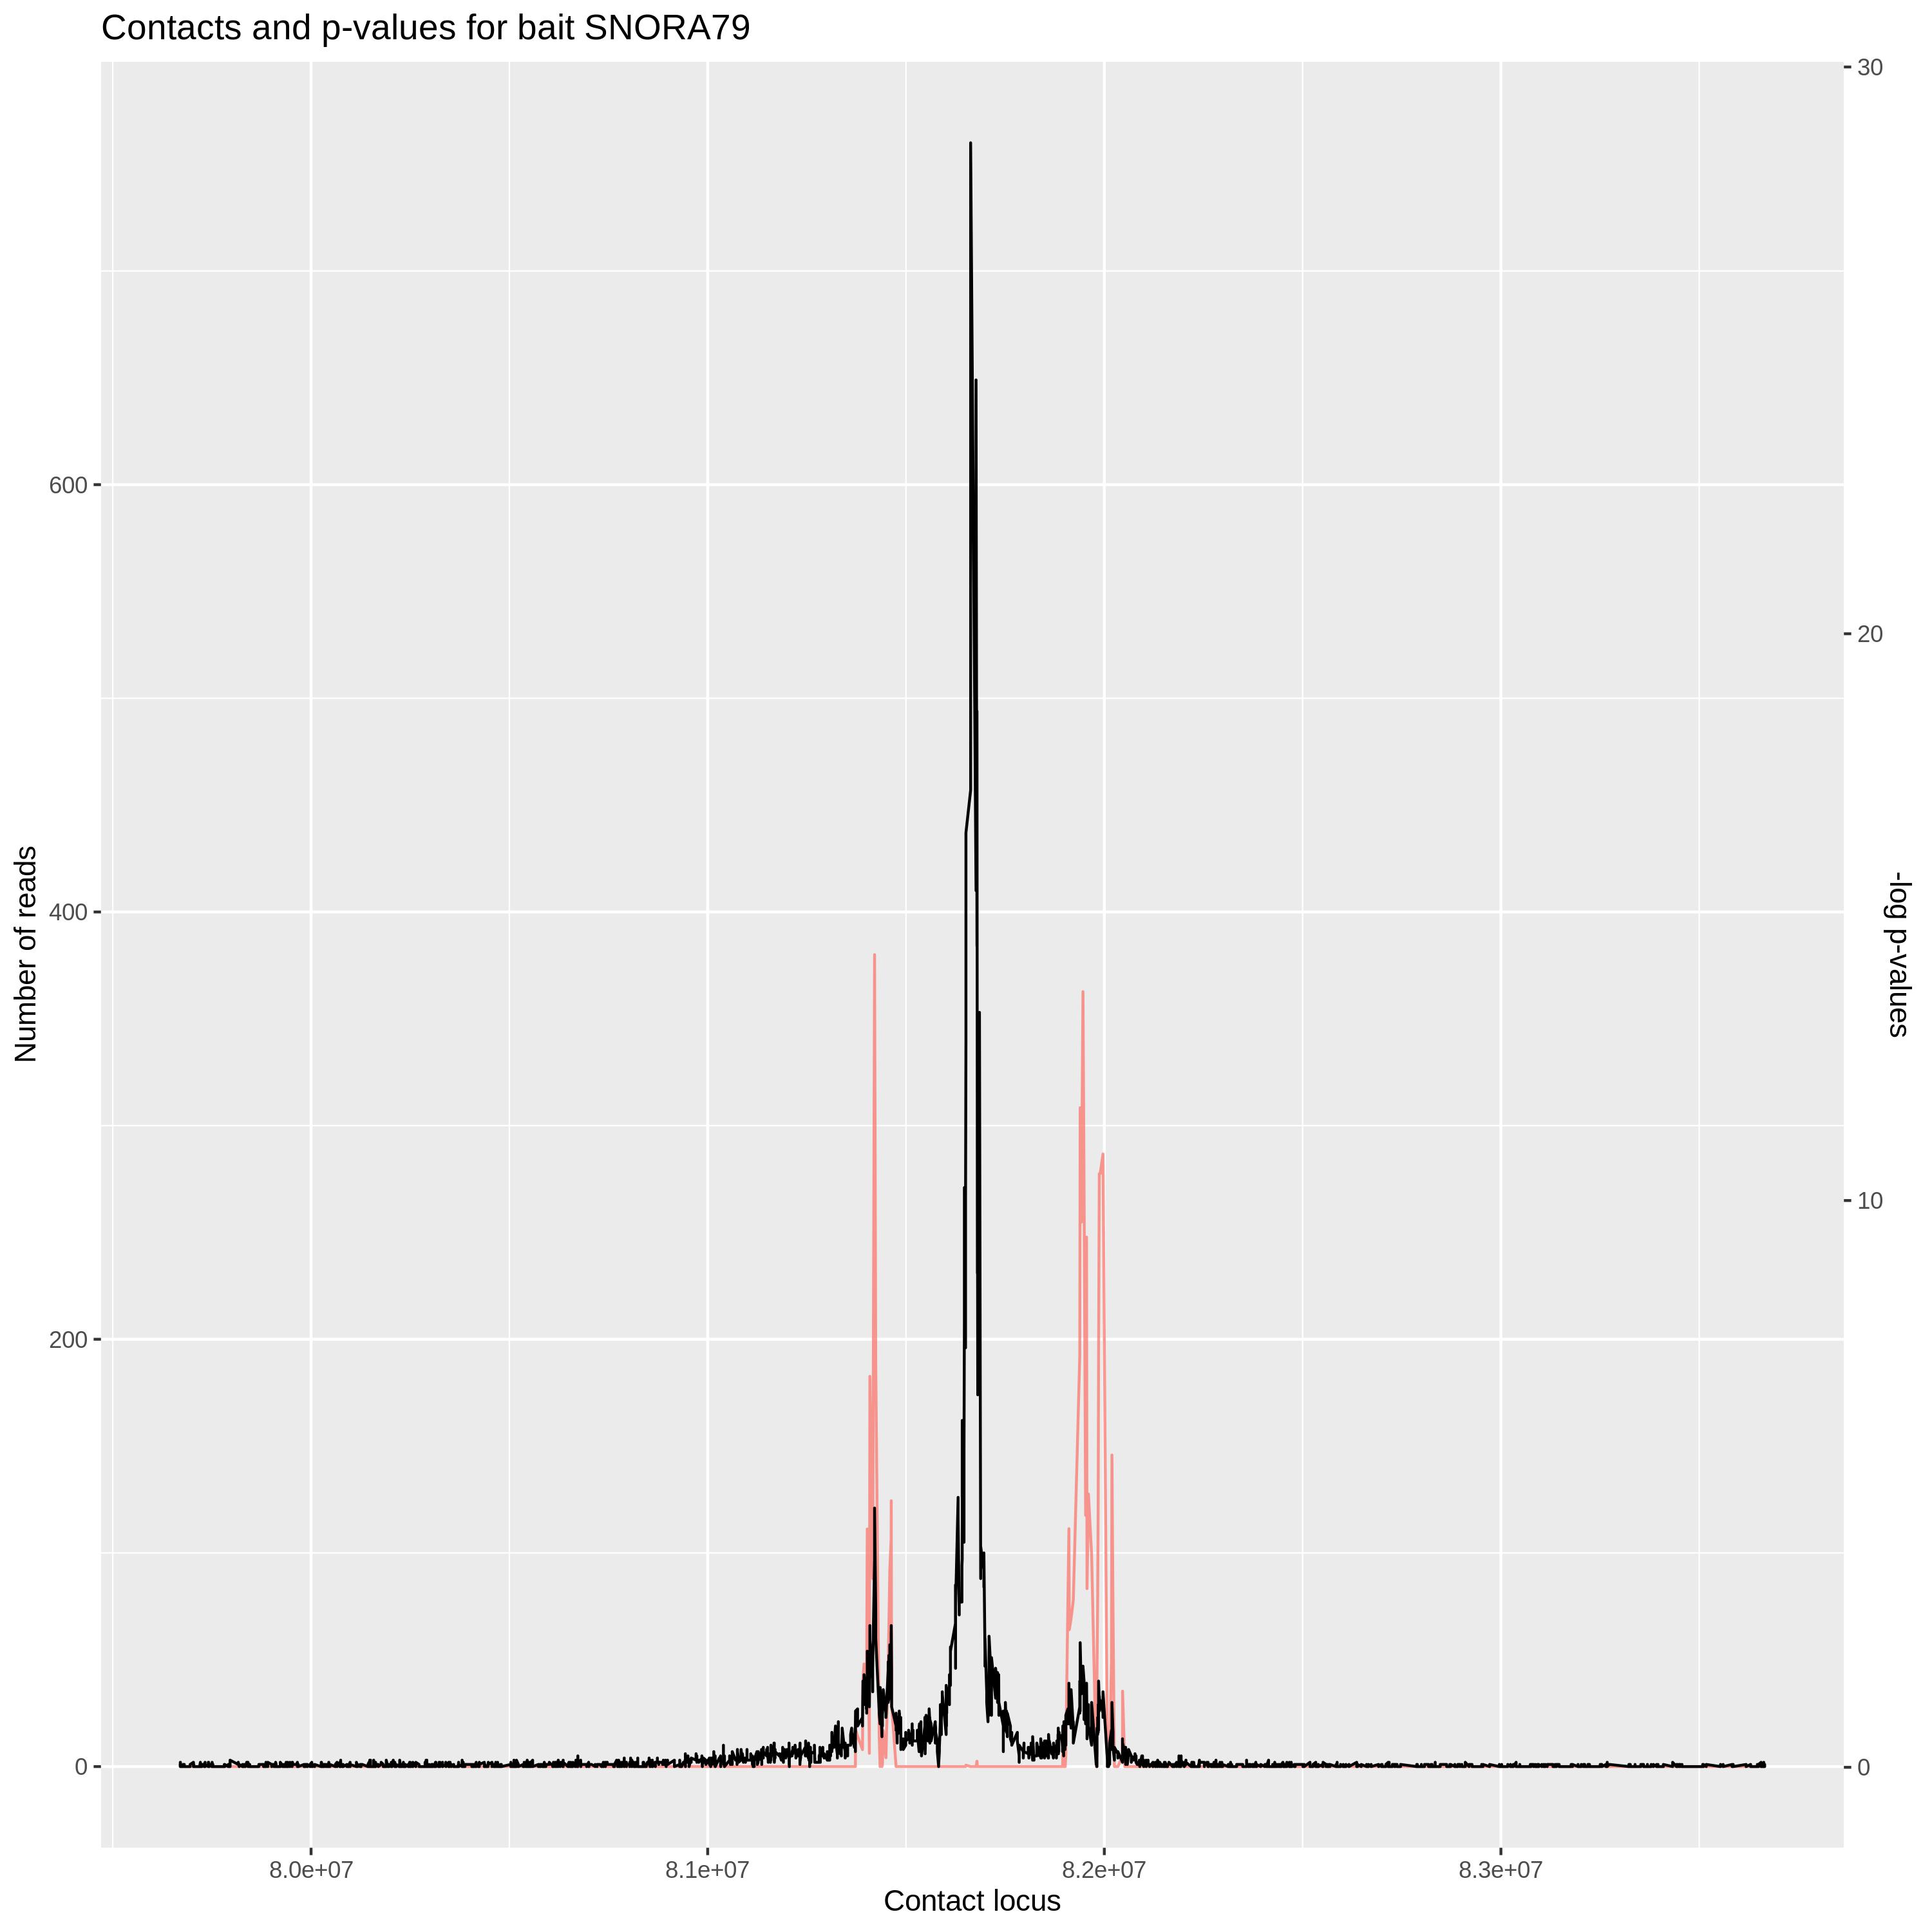 Contacts and p-values for bait SNORA79
30
600
20
400
Number of reads
-log p-values
10
200
0
0
8.0e+07
8.1e+07
8.2e+07
8.3e+07
Contact locus